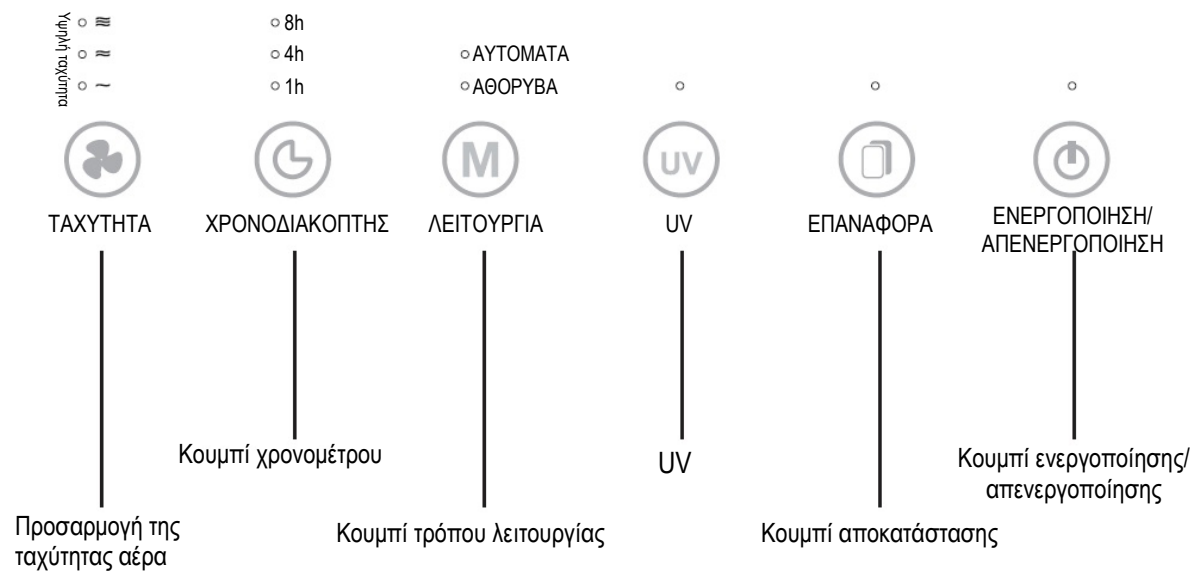 Υψηλή ταχύτητα
8h
4h
1h
ΑΥΤΟΜΑΤΑ
ΑΘΟΡΥΒΑ
M
UV
ΤΑΧΥΤΗΤΑ
ΧΡΟΝΟΔΙΑΚΟΠΤΗΣ
ΛΕΙΤΟΥΡΓΙΑ
UV
ΕΠΑΝΑΦΟΡΑ
ΕΝΕΡΓΟΠΟΙΗΣΗ/
ΑΠΕΝΕΡΓΟΠΟΙΗΣΗ
Κουμπί χρονομέτρου
UV
Κουμπί ενεργοποίησης/
απενεργοποίησης
Προσαρμογή της
ταχύτητας αέρα
Κουμπί τρόπου λειτουργίας
Κουμπί αποκατάστασης